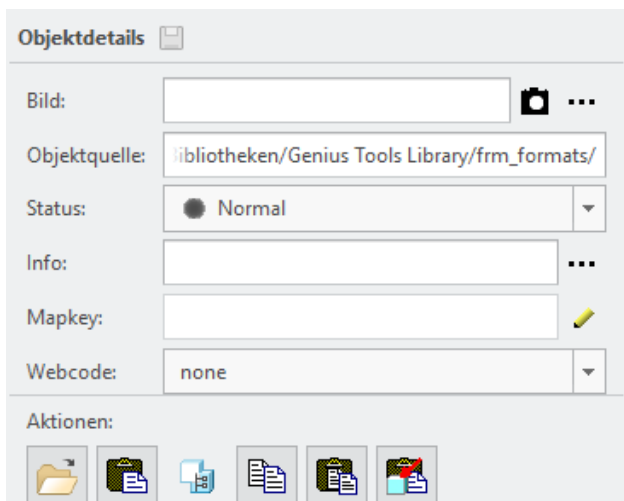 Objektdetails
Bild:
Objektquelle: ibliotheken/Genius Tools Library/frm_formats/
Status: Normal
Info:
Mapkey:
Webcode: none
Aktionen: